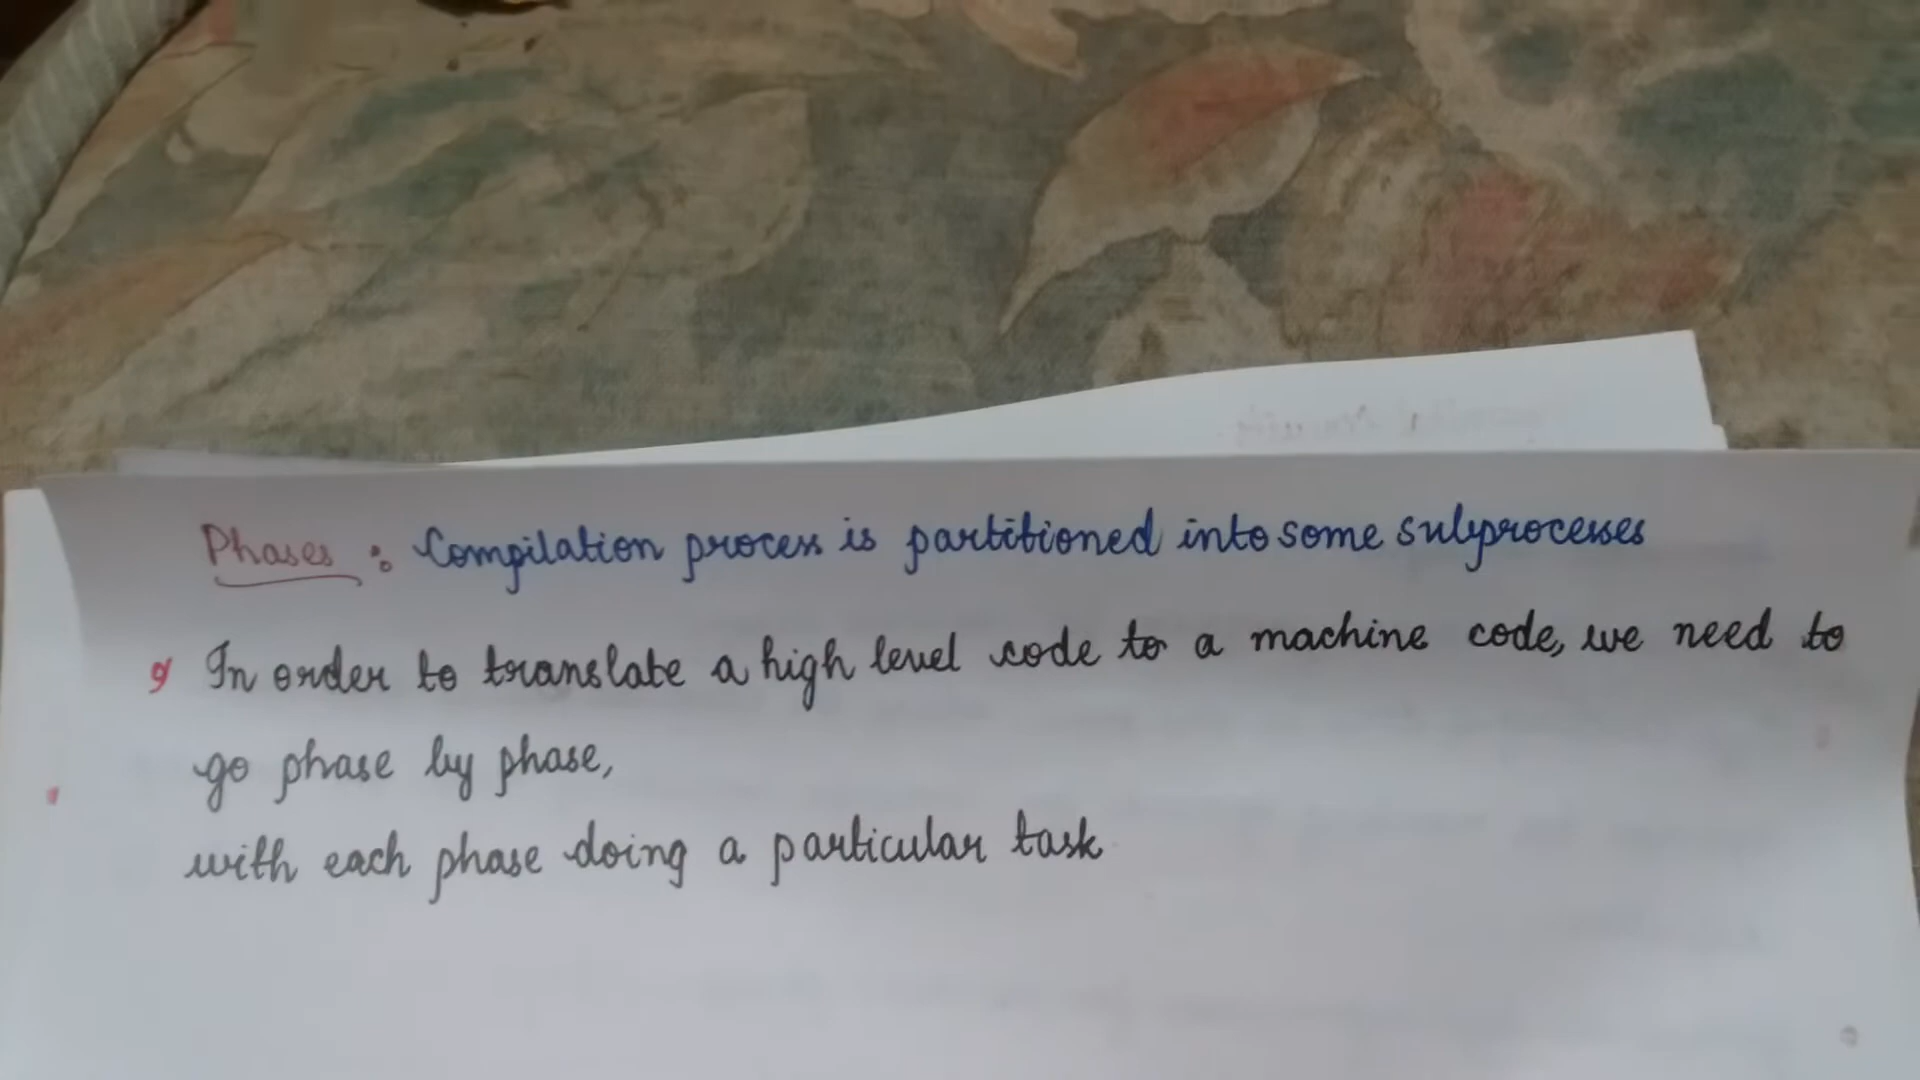 Phases : Compilation process is partitioned into some subprocesses
In order to translate a high level code to a machine code, we need to
go phase by phase,
with each phase doing a particular task